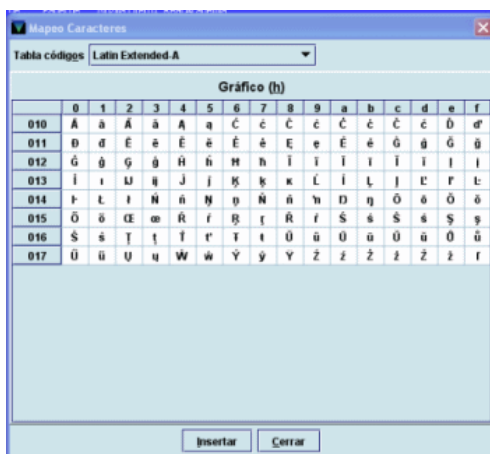 Mapeo Caracteres
Tabla códigos Latin Extended-A
Gráfico (h)
0 1 2 3 4 5 6 7 8 9 a b c d e f
010 Ā ā Ă ă Ą ą Ć ć Ĉ ĉ Ċ ċ Č č Ď ď
011 Đ đ Ē ē Ĕ ĕ Ė ė Ę ę Ě ě Ĝ ĝ Ğ ğ
012 Ġ ġ Ģ ģ Ĥ ĥ Ħ ħ Ĩ ĩ Ī ī Ĭ ĭ Į į
013 İ ı Ĳ ĳ Ĵ ĵ Ķ ķ ĸ Ĺ ĺ Ļ ļ Ľ ľ Ŀ
014 ŀ Ł ł Ń ń Ņ ņ Ň ň ŉ Ŋ ŋ Ō ō Ŏ ŏ
015 Ő ő Œ œ Ŕ ŕ Ŗ ŗ Ř ř Ś ś Ŝ ŝ Ş ş
016 Š š Ţ ţ Ť ť Ŧ ŧ Ũ ũ Ū ū Ŭ ŭ Ů ů
017 Ű ű Ų ų Ŵ ŵ Ŷ ŷ Ÿ Ź ź Ż ż Ž ž ſ
Insertar Cerrar